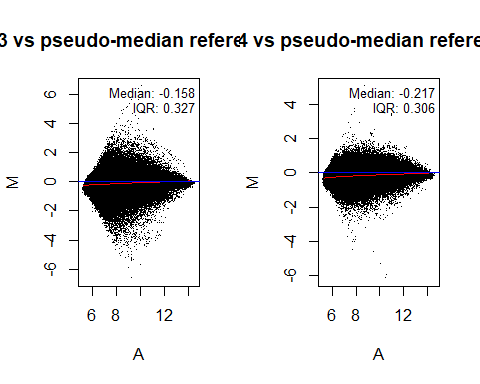 3 vs pseudo-median refere
4 vs pseudo-median refere
Median: -0.158
IQR: 0.327
Median: -0.217
IQR: 0.306
M
6
4
2
0
-2
-4
-6
6 8 12
A
M
4
2
0
-2
-4
-6
6 8 12
A